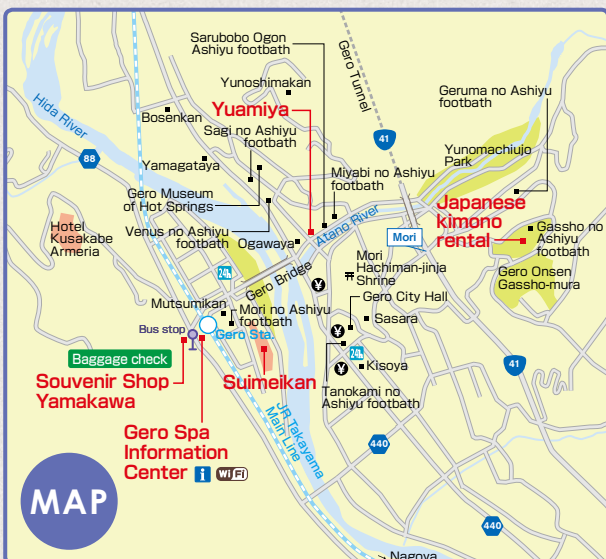 Sarubobo Ogon
Ashiyu footbath
Gero Tunnel
Geruma no Ashiyu
footbath
Yunoshimakan
Hida River
Bosenkan
Yuamiya
41
Sagi no Ashiyu
footbath
Yunomachiujo
Park
88
Yamagataya
Miyabi no Ashiyu
footbath
Gero Museum
of Hot Springs
Japanese
kimono
rental
Atano River
Hotel
Kusakabe
Armeria
Venus no Ashiyu
footbath
Ogawaya
Mori
Gassho no
Ashiyu
footbath
24h
Gero Bridge
Mori
Hachiman-jinja
Shrine
Gero Onsen
Gassho-mura
¥
Mutsumikan
Mori no Ashiyu
footbath
Gero City Hall
Sasara
Bus stop
Gero Sta.
¥
24h
Baggage check
Souvenir Shop
Yamakawa
Suimeikan
Kisoya
¥
41
Tanokami no
Ashiyu footbath
JR Takayama
Main Line
Gero Spa
Information
Center i WiFi
440
MAP
440
Nagoya